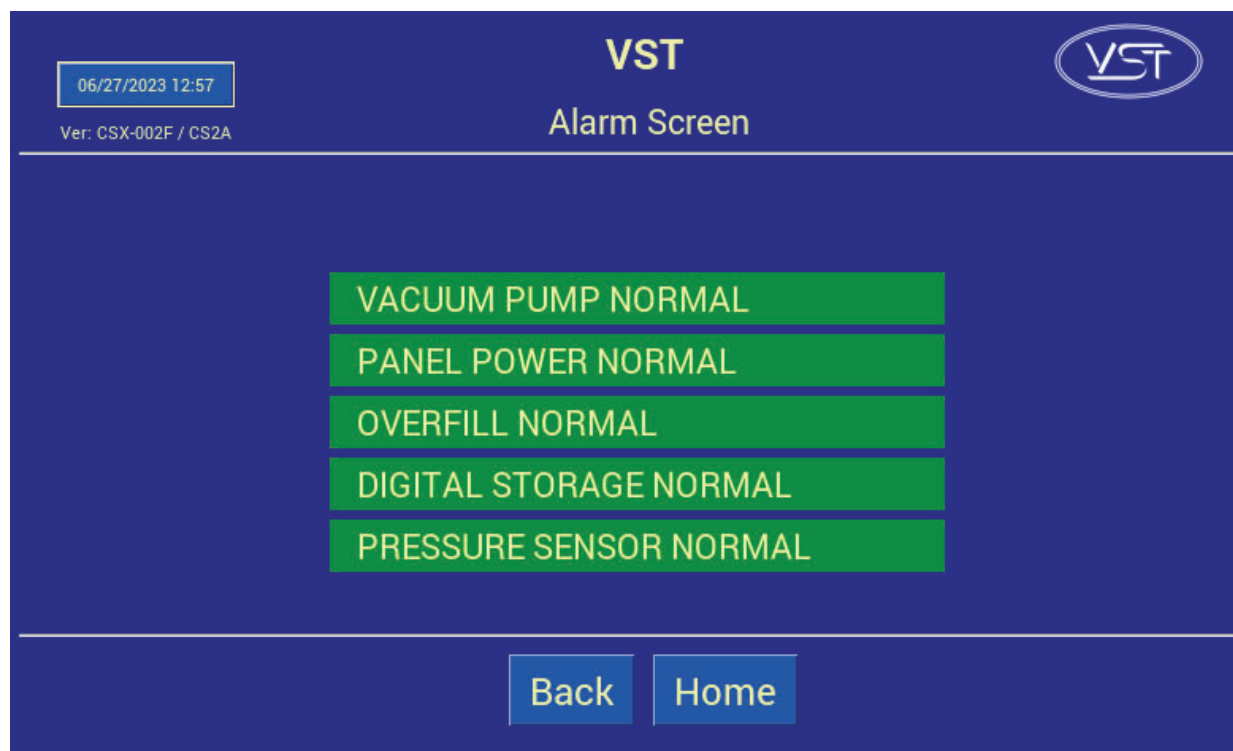 VST
VST
06/27/2023 12:57
Alarm Screen
Ver: CSX-002F / CS2A
VACUUM PUMP NORMAL
PANEL POWER NORMAL
OVERFILL NORMAL
DIGITAL STORAGE NORMAL
PRESSURE SENSOR NORMAL
Back Home